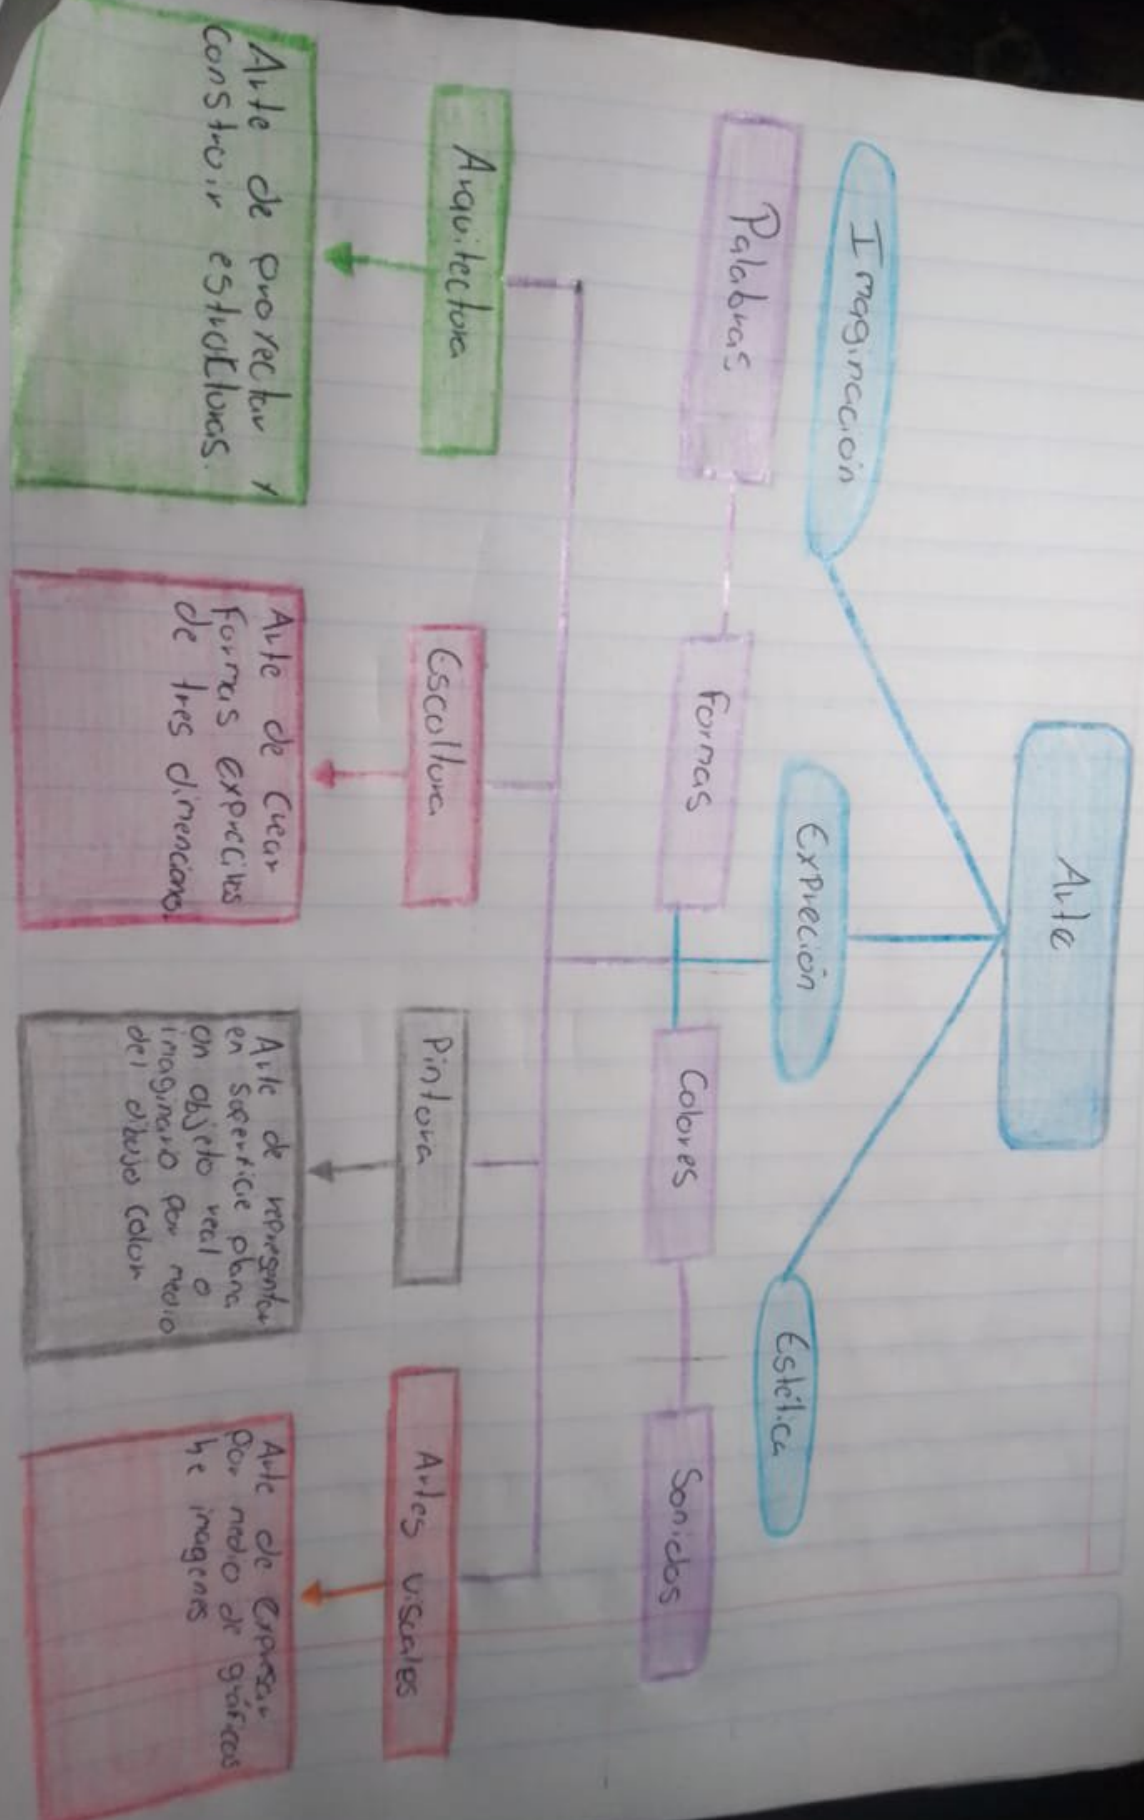 Arte
Imaginación
Expreción
Estética
Palabras
Formas
Colores
Sonidos
Arquitectura
Escultura
Pintura
Artes visuales
Arte de proyectar y
construir estructuras.
Arte de crear
formas exprecives
de tres dimenciones.
Arte de representar
en superficie plana
un objeto real o
imaginario por medio
del dibujo color
Arte de expresar
por medio de gráficos
he imagenes